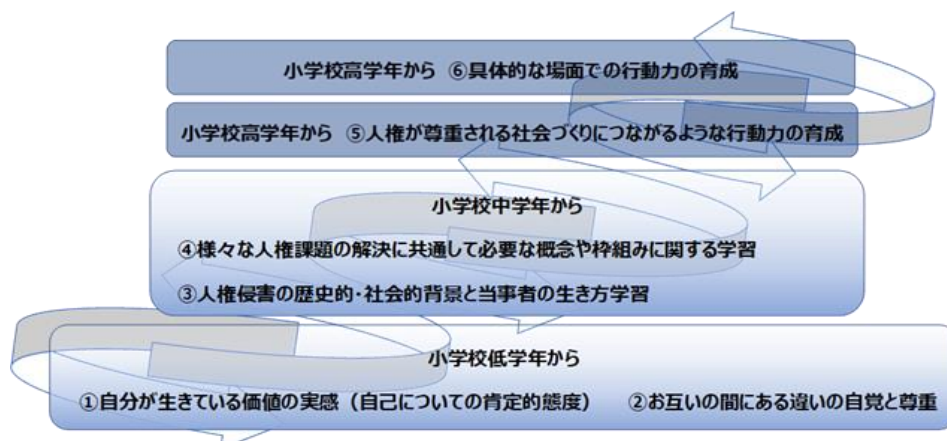 小学校高学年から ⑥具体的な場面での行動力の育成
小学校高学年から ⑤人権が尊重される社会づくりにつながるような行動力の育成
小学校中学年から
④様々な人権課題の解決に共通して必要な概念や枠組みに関する学習
③人権侵害の歴史的・社会的背景と当事者の生き方学習
小学校低学年から
①自分が生きている価値の実感（自己についての肯定的態度） ②お互いの間にある違いの自覚と尊重